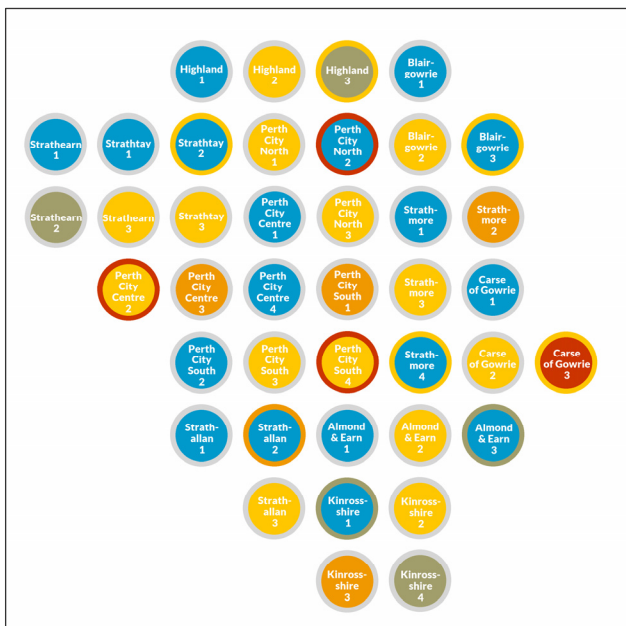 Highland
1
Highland
2
Highland
3
Blair-
gowrie
1
Strathearn
1
Strathtay
1
Strathtay
2
Perth
City
North
1
Perth
City
North
2
Blair-
gowrie
2
Blair-
gowrie
3
Strathearn
2
Strathearn
3
Strathtay
3
Perth
City
Centre
1
Perth
City
North
3
Strath-
more
1
Strath-
more
2
Perth
City
Centre
2
Perth
City
Centre
3
Perth
City
Centre
4
Perth
City
South
1
Strath-
more
3
Carse
of Gowrie
1
Perth
City
South
2
Perth
City
South
3
Perth
City
South
4
Strath-
more
4
Carse
of Gowrie
2
Carse
of Gowrie
3
Strath-
allan
1
Strath-
allan
2
Almond
& Earn
1
Almond
& Earn
2
Almond
& Earn
3
Strath-
allan
3
Kinross-
shire
1
Kinross-
shire
2
Kinross-
shire
3
Kinross-
shire
4